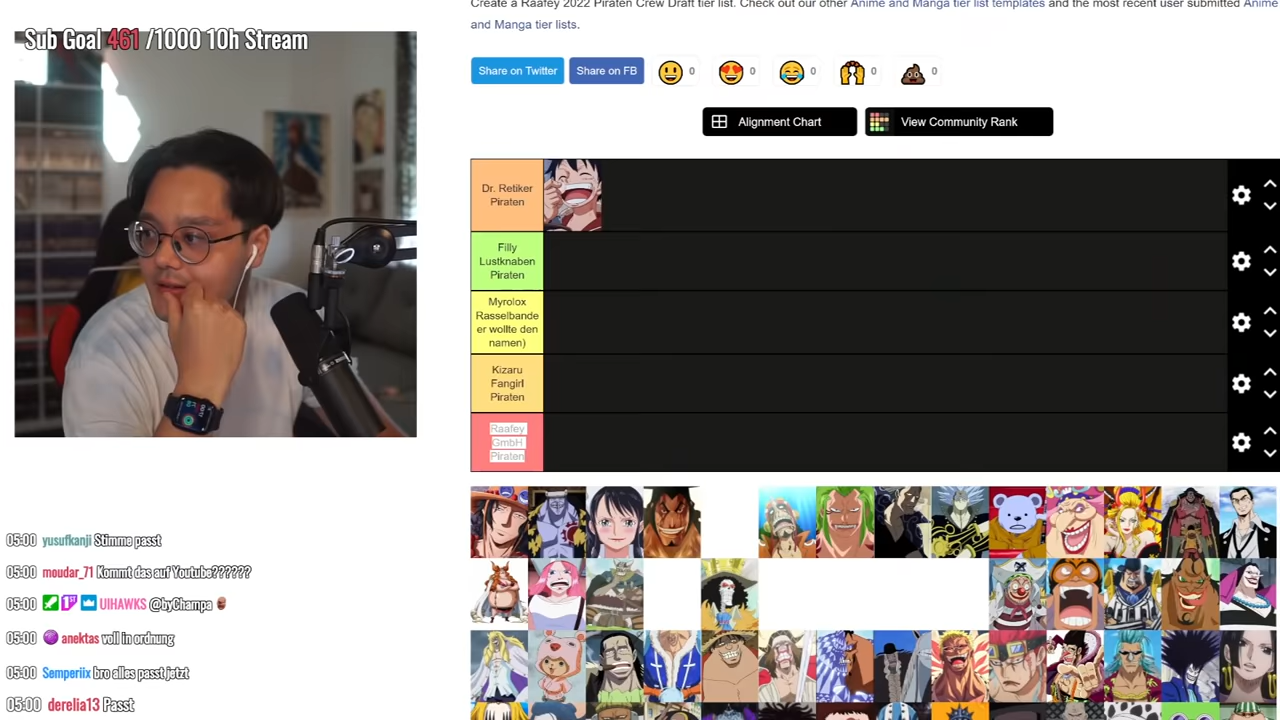 Create a Raafey 2022 Piraten Crew Draft tier list. Check out our other Anime and Manga tier list templates and the most recent user submitted Anime
and Manga tier lists.
Sub Goal 461 /1000 10h Stream
Share on Twitter
Share on FB
0
0
0
0
0
Alignment Chart
View Community Rank
Dr. Retiker
Piraten
Filly
Lustknaben
Piraten
Myrolox
Rasselbande
er wollte den
namen)
Kizaru
Fangirl
Piraten
Raafey
GmbH
Piraten
05:00 yusufkanji Stimme passt
05:00 moudar_71 Kommt das auf Youtube??????
05:00 UIHAWKS @byChampa
05:00 anektas voll in ordnung
05:00 Semperiix bro alles passt jetzt
05:00 derelia13 Passt